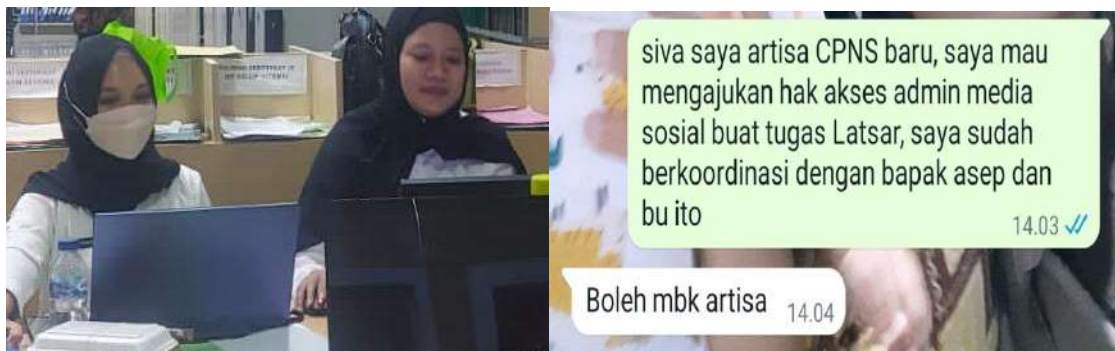 siva saya artisa CPNS baru, saya mau
mengajukan hak akses admin media
sosial buat tugas Latsar, saya sudah
berkoordinasi dengan bapak asep dan
bu ito
14.03
Boleh mbk artisa 14.04